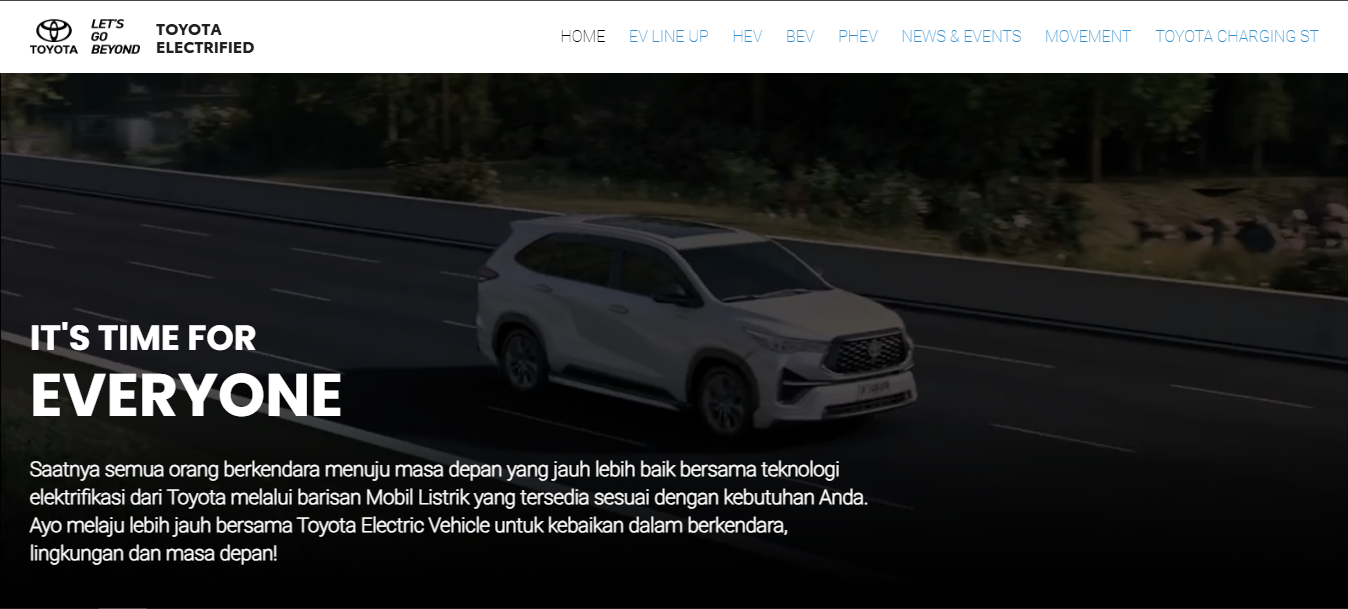 TOYOTA
LET'S
GO
BEYOND
TOYOTA
ELECTRIFIED
HOME EV LINE UP HEV BEV PHEV NEWS & EVENTS MOVEMENT TOYOTA CHARGING ST
IT'S TIME FOR
EVERYONE
Saatnya semua orang berkendara menuju masa depan yang jauh lebih baik bersama teknologi
elektrifikasi dari Toyota melalui barisan Mobil Listrik yang tersedia sesuai dengan kebutuhan Anda.
Ayo melaju lebih jauh bersama Toyota Electric Vehicle untuk kebaikan dalam berkendara,
lingkungan dan masa depan!